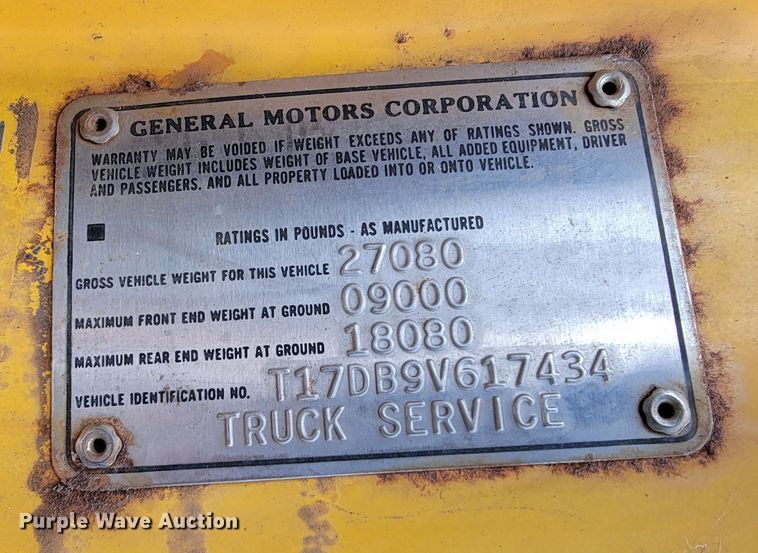 GENERAL MOTORS CORPORATION
WARRANTY MAY BE VOIDED IF WEIGHT EXCEEDS ANY OF RATINGS SHOWN. GROSS
VEHICLE WEIGHT INCLUDES WEIGHT OF BASE VEHICLE, ALL ADDED EQUIPMENT, DRIVER
AND PASSENGERS, AND ALL PROPERTY LOADED INTO OR ONTO VEHICLE.
RATINGS IN POUNDS - AS MANUFACTURED
GROSS VEHICLE WEIGHT FOR THIS VEHICLE 27080
MAXIMUM FRONT END WEIGHT AT GROUND 09000
MAXIMUM REAR END WEIGHT AT GROUND 18080
VEHICLE IDENTIFICATION NO. T17DB9V617434
TRUCK SERVICE
Purple Wave Auction